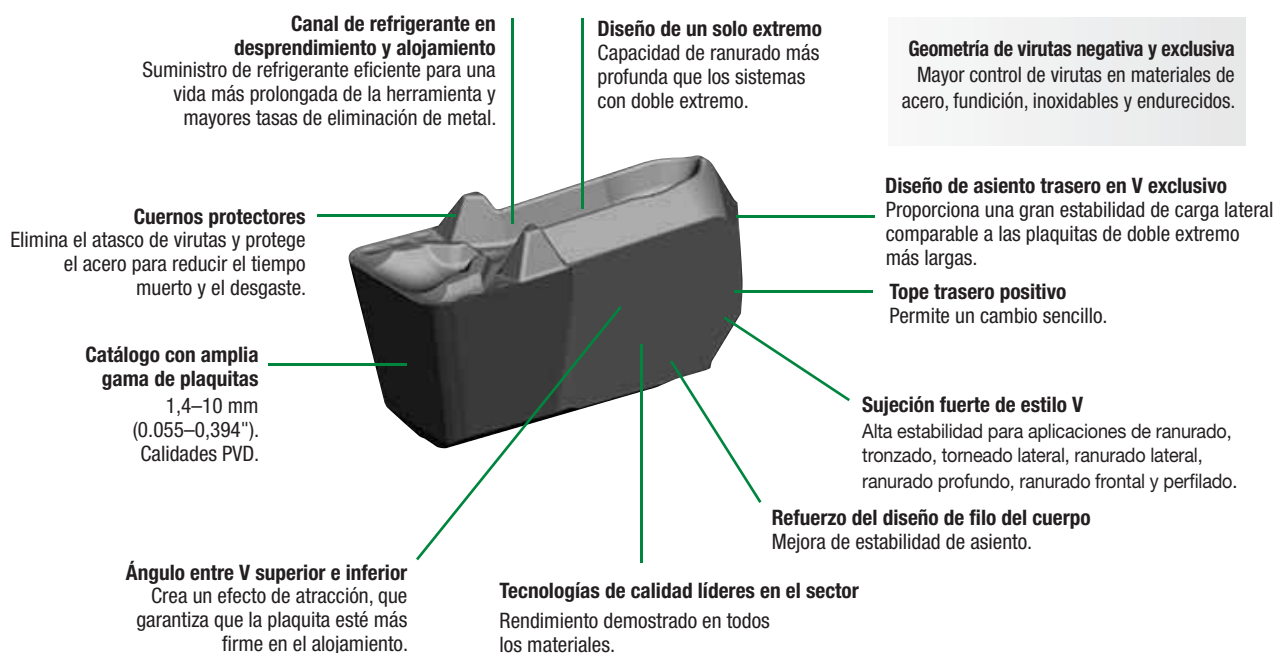 Canal de refrigerante en
desprendimiento y alojamiento
Suministro de refrigerante eficiente para una
vida más prolongada de la herramienta y
mayores tasas de eliminación de metal.
Diseño de un solo extremo
Capacidad de ranurado más
profunda que los sistemas
con doble extremo.
Geometría de virutas negativa y exclusiva
Mayor control de virutas en materiales de
acero, fundición, inoxidables y endurecidos.
Cuernos protectores
Elimina el atasco de virutas y protege
el acero para reducir el tiempo
muerto y el desgaste.
Diseño de asiento trasero en V exclusivo
Proporciona una gran estabilidad de carga lateral
comparable a las plaquitas de doble extremo
más largas.
Tope trasero positivo
Permite un cambio sencillo.
Catálogo con amplia
gama de plaquitas
1,4–10 mm
(0.055–0,394").
Calidades PVD.
Sujeción fuerte de estilo V
Alta estabilidad para aplicaciones de ranurado,
tronzado, torneado lateral, ranurado lateral,
ranurado profundo, ranurado frontal y perfilado.
Refuerzo del diseño de filo del cuerpo
Mejora de estabilidad de asiento.
Ángulo entre V superior e inferior
Crea un efecto de atracción, que
garantiza que la plaquita esté más
firme en el alojamiento.
Tecnologías de calidad líderes en el sector
Rendimiento demostrado en todos
los materiales.